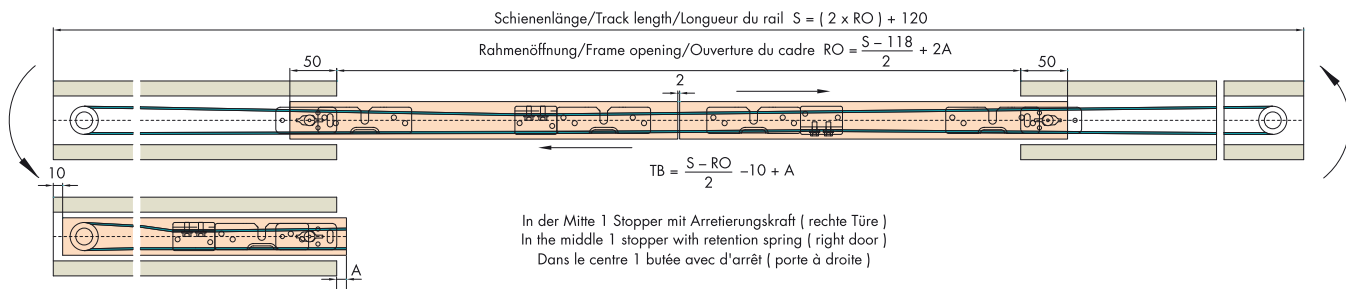 Schienenlänge/Track length/Longueur du rail S = ( 2 x RO ) + 120
Rahmenöffnung/Frame opening/Ouverture du cadre RO = S – 118 / 2 + 2A
50
2
50
TB = S – RO / 2 –10 + A
10
In der Mitte 1 Stopper mit Arretierungskraft ( rechte Türe )
In the middle 1 stopper with retention spring ( right door )
Dans le centre 1 butée avec d'arrêt ( porte à droite )
A